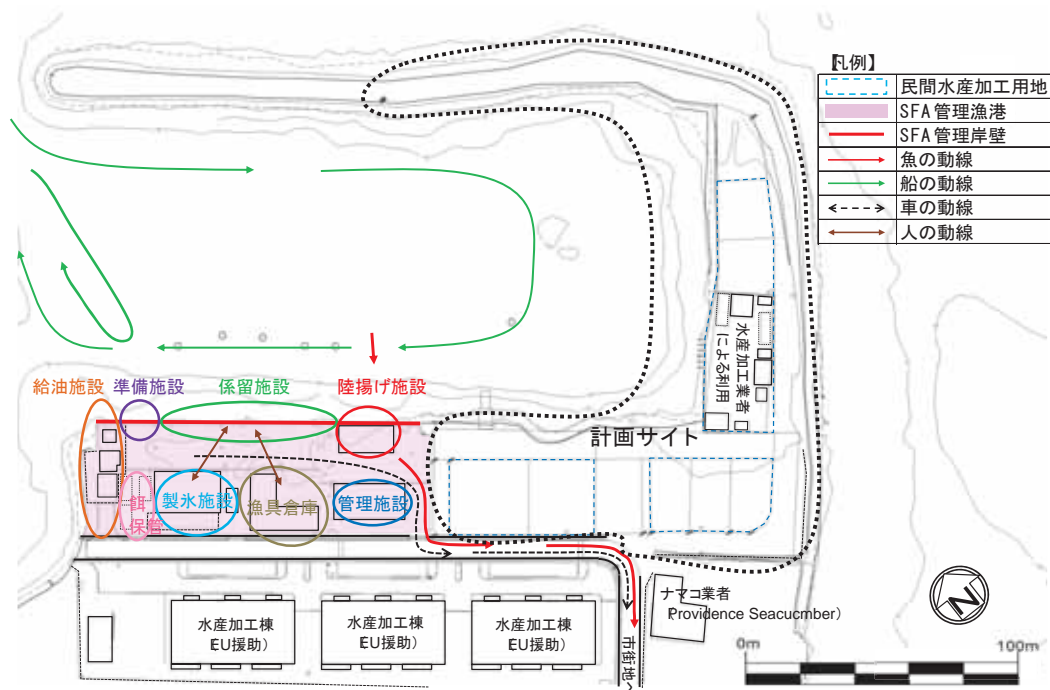 【凡例】
民間水産加工用地
SFA管理漁港
SFA管理岸壁
魚の動線
船の動線
車の動線
人の動線
水産加工業者
による利用
給油施設
準備施設
係留施設
陸揚げ施設
計画サイト
餌
保管
製氷施設
漁具倉庫
管理施設
ナマコ業者
Providence Seacucmber）
水産加工棟
EU援助）
水産加工棟
EU援助）
水産加工棟
EU援助）
市街地へ
N
0m
100m